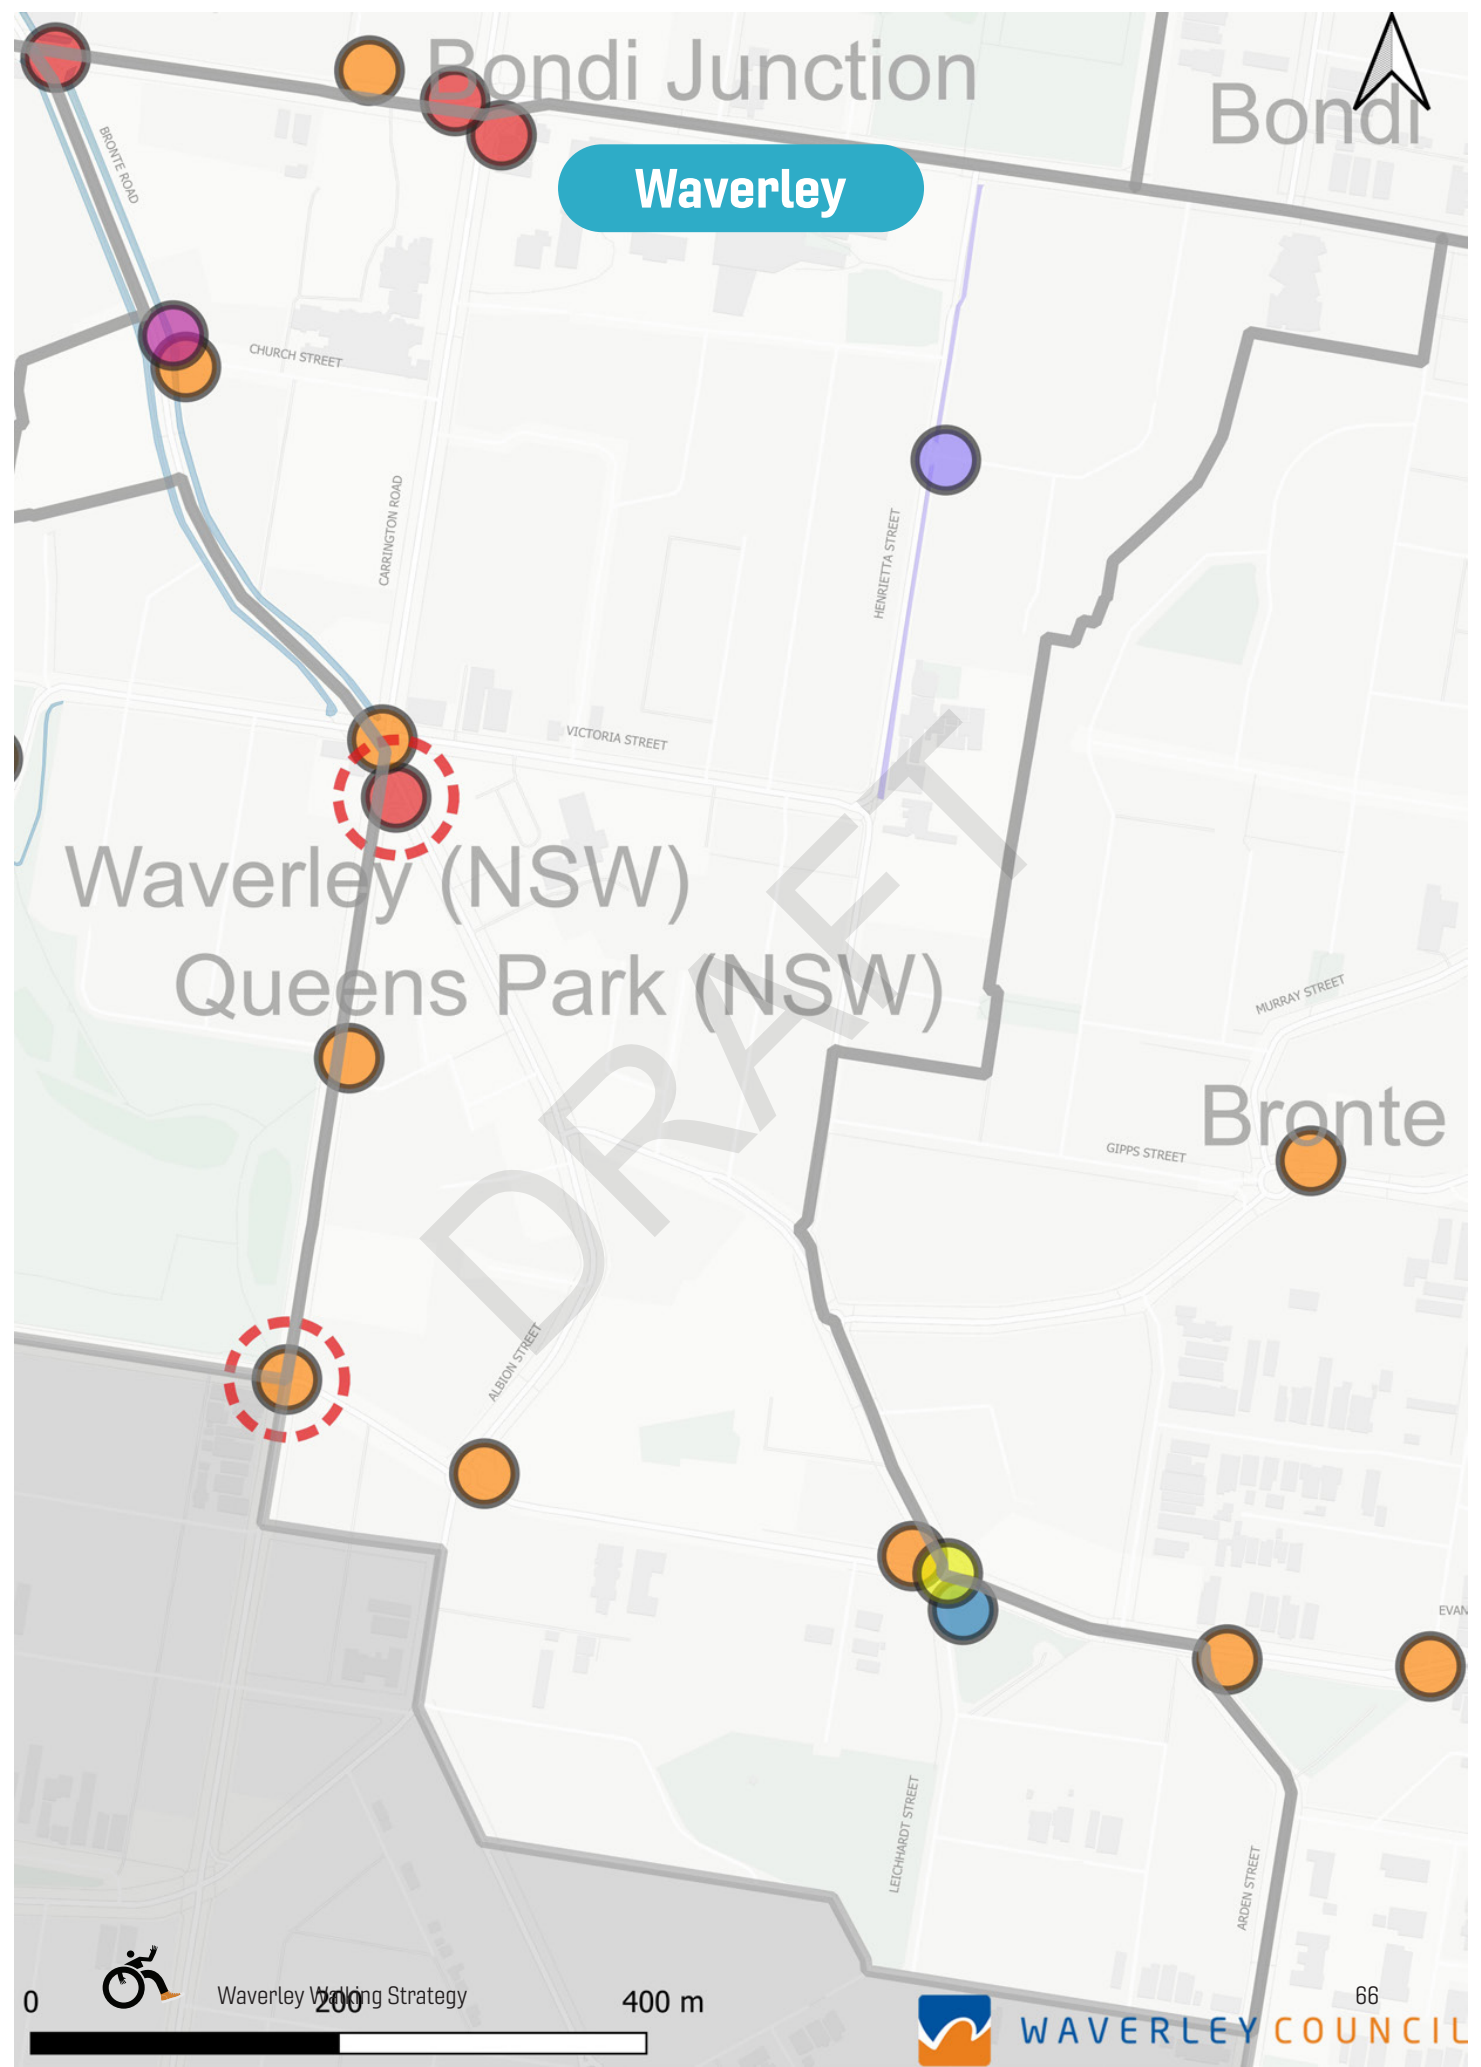 Bondi Junction
Bondi
Waverley
BRONTE ROAD
CHURCH STREET
CARRINGTON ROAD
HENRIETTA STREET
VICTORIA STREET
Waverley (NSW)
Queens Park (NSW)
DRAFT
MURRAY STREET
Bronte
GIPPS STREET
ALBION STREET
EVAN
LEICHHARDT STREET
ARDEN STREET
0 200 400 m
Waverley Walking Strategy
66
WAVERLEY COUNCIL